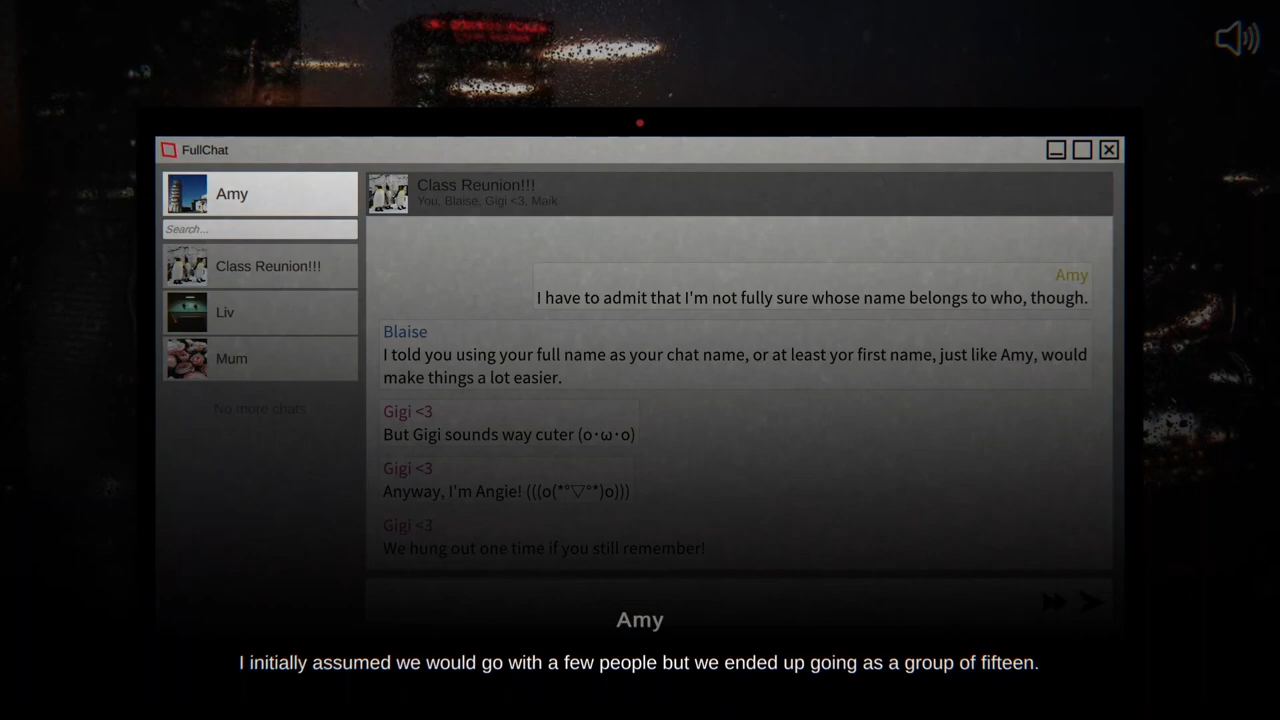 FullChat
Amy
Search...
Class Reunion!!!
Liv
Mum
No more chats
Class Reunion!!!
You, Blaise, Gigi <3, Maik
Amy
I have to admit that I'm not fully sure whose name belongs to who, though.
Blaise
I told you using your full name as your chat name, or at least yor first name, just like Amy, would
make things a lot easier.
Gigi <3
But Gigi sounds way cuter (o･ω･o)
Gigi <3
Anyway, I'm Angie! (((o(*°▽°*)o)))
Gigi <3
We hung out one time if you still remember!
Amy
I initially assumed we would go with a few people but we ended up going as a group of fifteen.